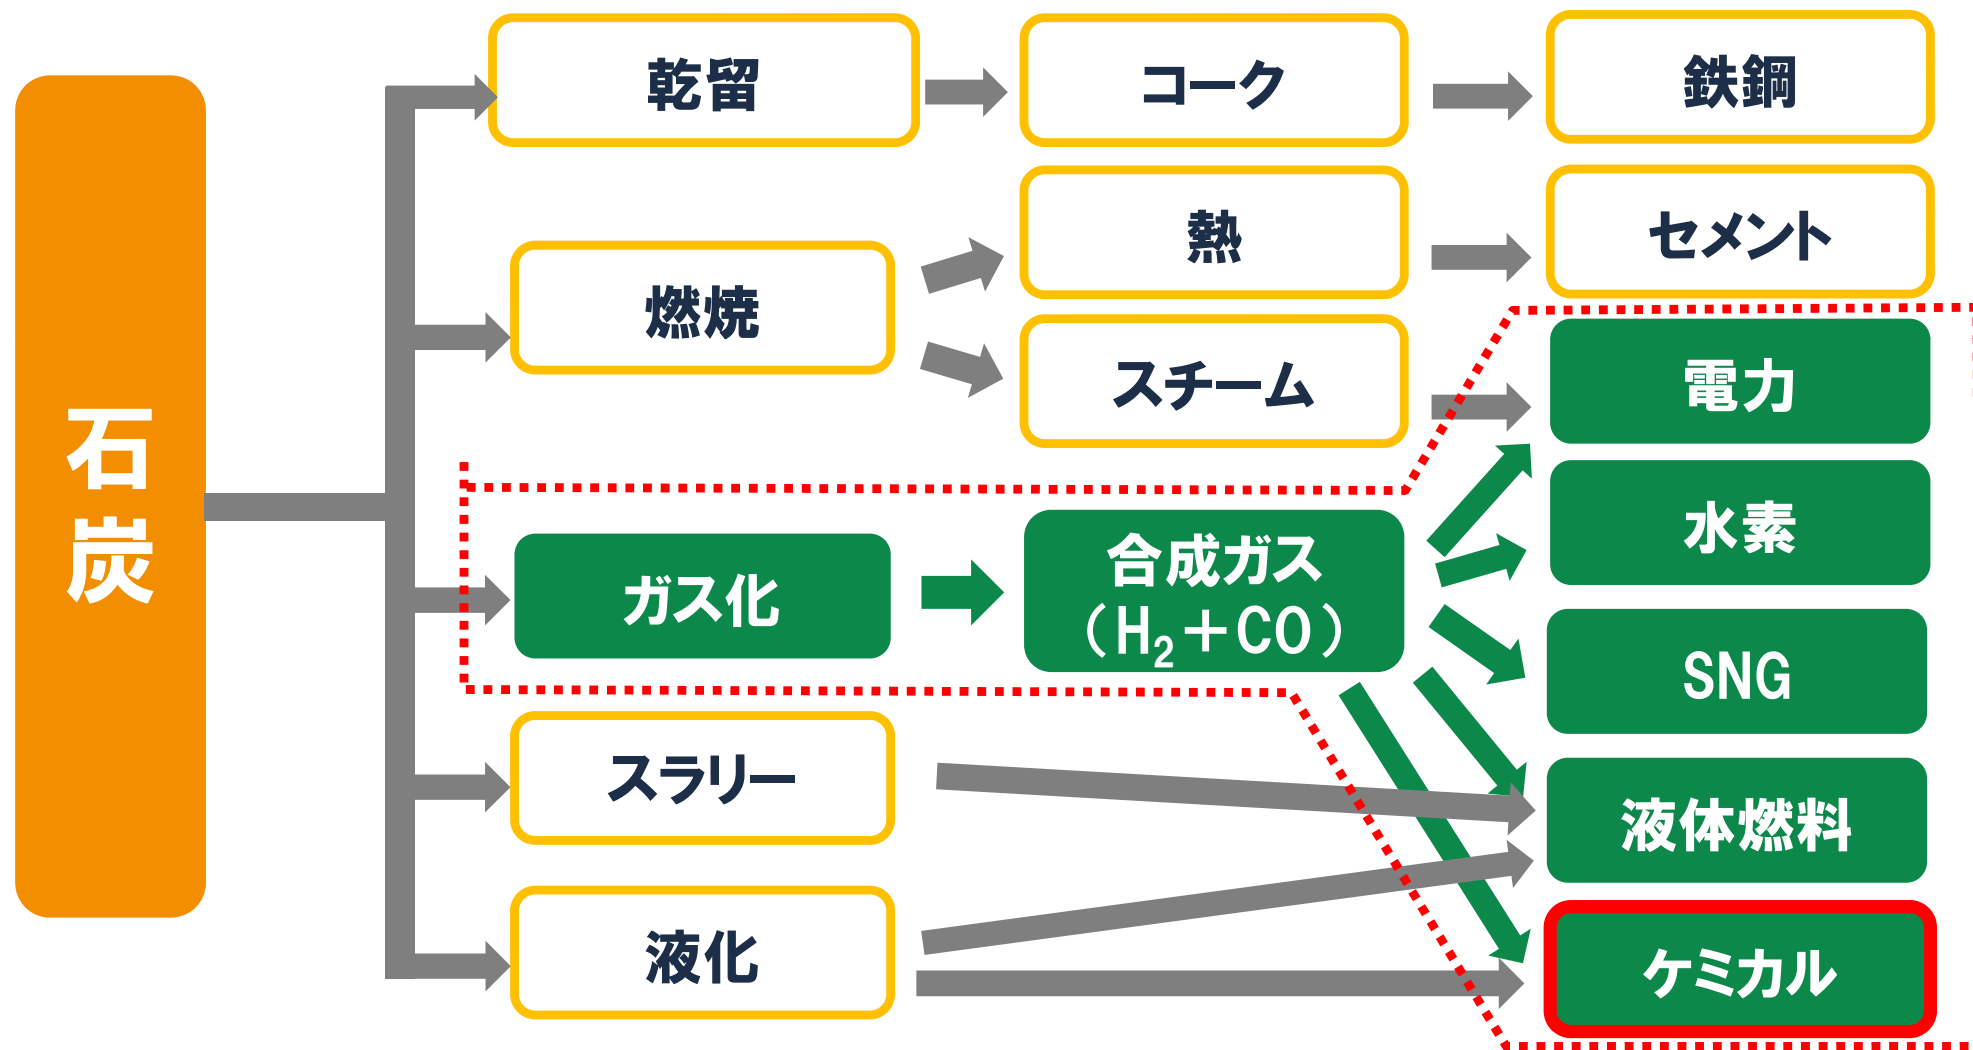 石
炭
乾留
コーク
鉄鋼
燃焼
熱
セメント
スチーム
電力
ガス化
合成ガス
（H₂＋CO）
水素
SNG
スラリー
液体燃料
液化
ケミカル